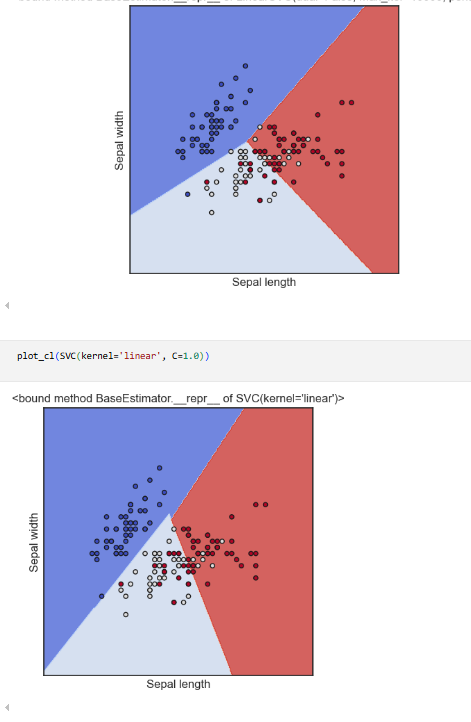 Sepal width
Sepal length
plot_cl(SVC(kernel='linear', C=1.0))
<bound method BaseEstimator.__repr__ of SVC(kernel='linear')>
Sepal width
Sepal length